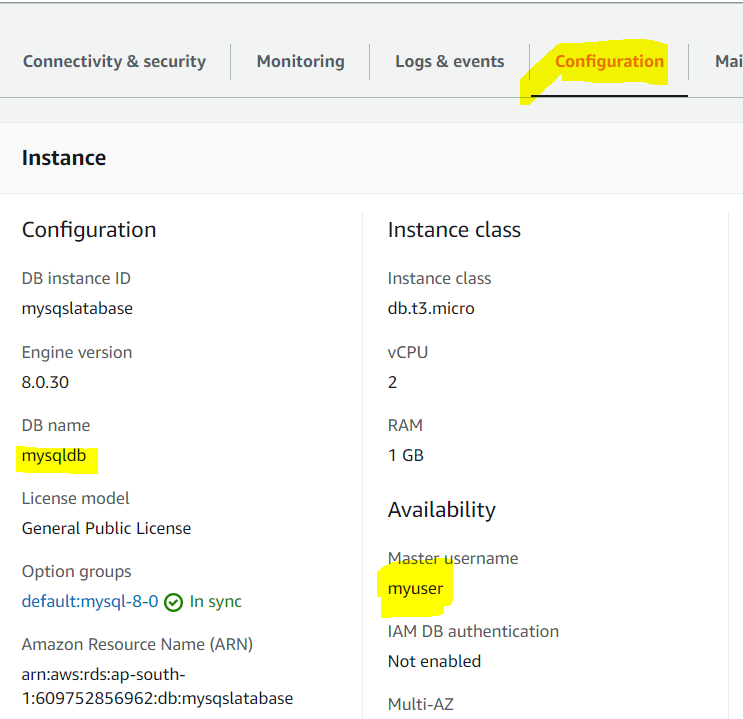 Connectivity & security
Monitoring
Logs & events
Configuration
Mai
Instance
Configuration
DB instance ID
mysqslatabase
Engine version
8.0.30
DB name
mysqldb
License model
General Public License
Option groups
default:mysql-8-0 In sync
Amazon Resource Name (ARN)
arn:aws:rds:ap-south-
1:609752856962:db:mysqslatabase
Instance class
Instance class
db.t3.micro
vCPU
2
RAM
1 GB
Availability
Master username
myuser
IAM DB authentication
Not enabled
Multi-AZ